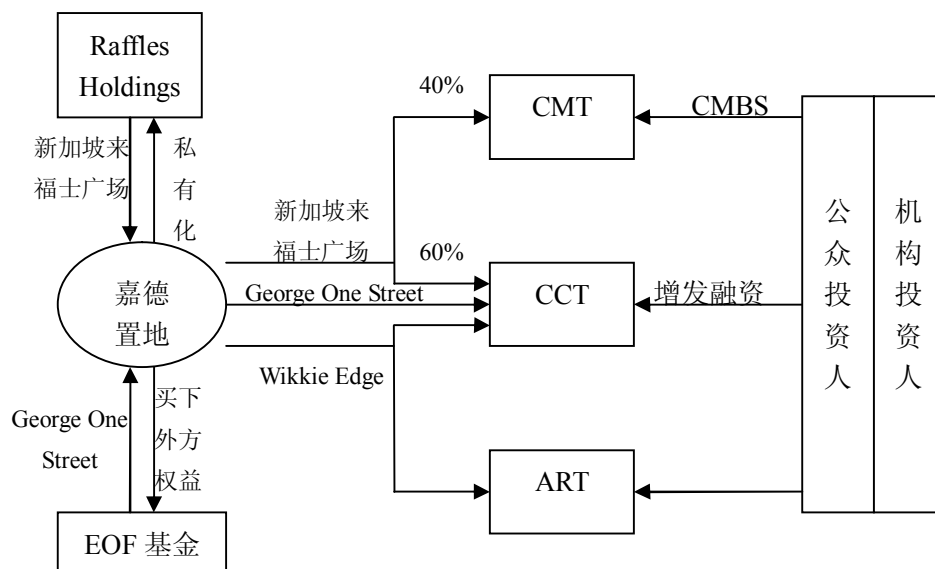 Raffles
Holdings
新加坡来
福士广场
私
有
化
嘉德
置地
George One
Street
买下
外方
权益
EOF 基金
40%
新加坡来
福士广场
60%
George One Street
Wikkie Edge
CMT
CCT
ART
CMBS
增发融资
公
众
投
资
人
机
构
投
资
人